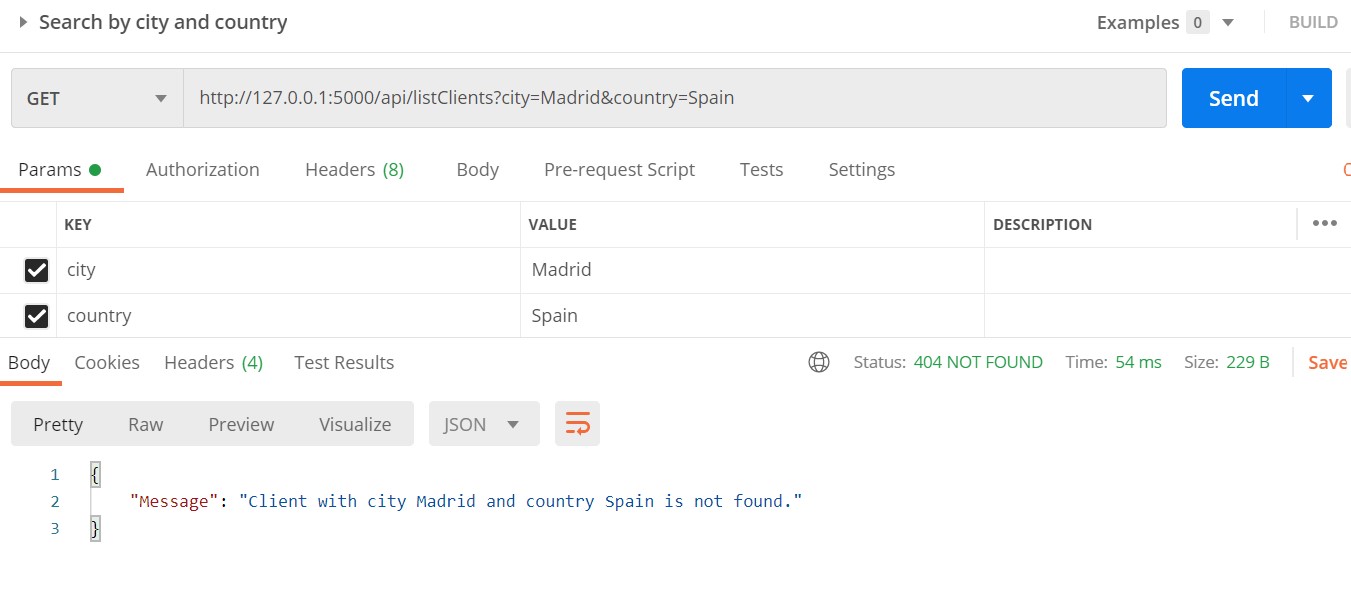 Search by city and country Examples 0 BUILD
GET http://127.0.0.1:5000/api/listClients?city=Madrid&country=Spain Send
Params Authorization Headers (8) Body Pre-request Script Tests Settings
KEY VALUE DESCRIPTION •••
city Madrid
country Spain
Body Cookies Headers (4) Test Results Status: 404 NOT FOUND Time: 54 ms Size: 229 B Save
Pretty Raw Preview Visualize JSON
1 {
2 "Message": "Client with city Madrid and country Spain is not found."
3 }